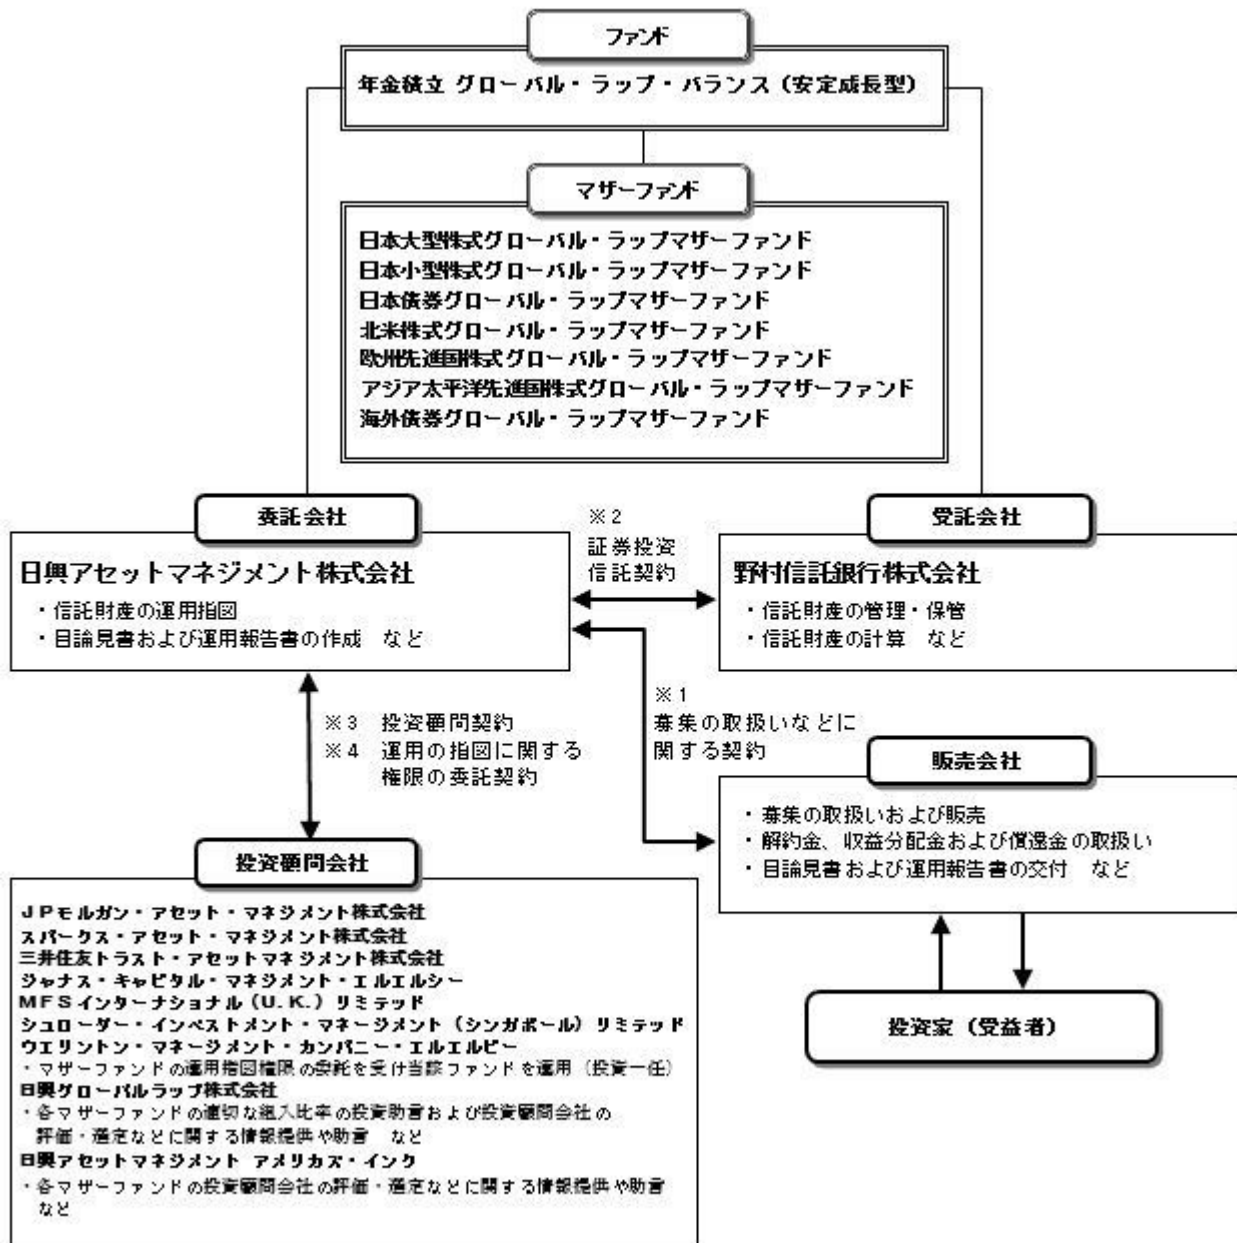 ファンド
年金積立 グローバル・ラップ・バランス（安定成長型）
マザーファンド
日本大型株式グローバル・ラップマザーファンド
日本小型株式グローバル・ラップマザーファンド
日本債券グローバル・ラップマザーファンド
北米株式グローバル・ラップマザーファンド
欧州先進国株式グローバル・ラップマザーファンド
アジア太平洋先進国株式グローバル・ラップマザーファンド
海外債券グローバル・ラップマザーファンド
委託会社
日興アセットマネジメント株式会社
・信託財産の運用指図
・目論見書および運用報告書の作成　など
※２
証券投資
信託契約
受託会社
野村信託銀行株式会社
・信託財産の管理・保管
・信託財産の計算　など
※３　投資顧問契約
※４　運用の指図に関する
権限の委託契約
※１
募集の取扱いなどに
関する契約
販売会社
・募集の取扱いおよび販売
・解約金、収益分配金および償還金の取扱い
・目論見書および運用報告書の交付　など
投資家（受益者）
投資顧問会社
ＪＰモルガン・アセット・マネジメント株式会社
スパークス・アセット・マネジメント株式会社
三井住友トラスト・アセットマネジメント株式会社
ジャナス・キャピタル・マネジメント・エルエルシー
ＭＦＳインターナショナル（Ｕ．Ｋ．）リミテッド
シュローダー・インベストメント・マネージメント（シンガポール）リミテッド
ウエリントン・マネージメント・カンパニー・エルエルピー
・マザーファンドの運用指図権限の委託を受け当該ファンドを運用（投資一任）
日興グローバルラップ株式会社
・各マザーファンドの適切な組入比率の投資助言および投資顧問会社の
評価・選定などに関する情報提供や助言　など
日興アセットマネジメント アメリカズ・インク
・各マザーファンドの投資顧問会社の評価・選定などに関する情報提供や助言
など